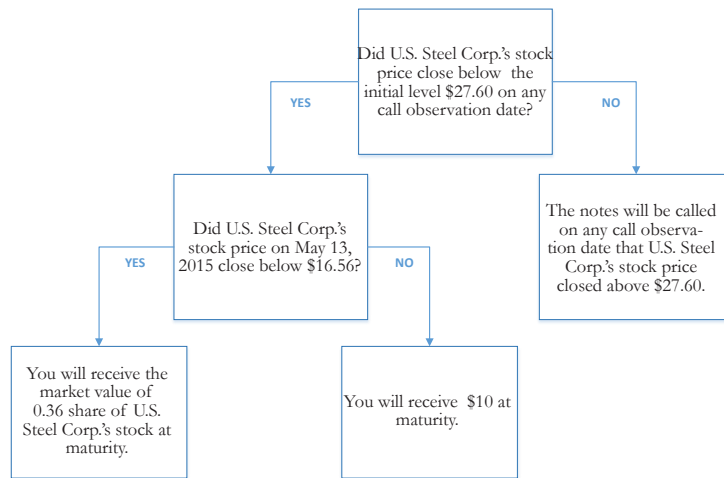 Did U.S. Steel Corp.'s stock
price close below the
initial level $27.60 on any
call observation date?
YES
NO
Did U.S. Steel Corp.'s
stock price on May 13,
2015 close below $16.56?
The notes will be called
on any call observa-
tion date that U.S. Steel
Corp.'s stock price
closed above $27.60.
YES
NO
You will receive the
market value of
0.36 share of U.S.
Steel Corp.'s stock at
maturity.
You will receive $10 at
maturity.